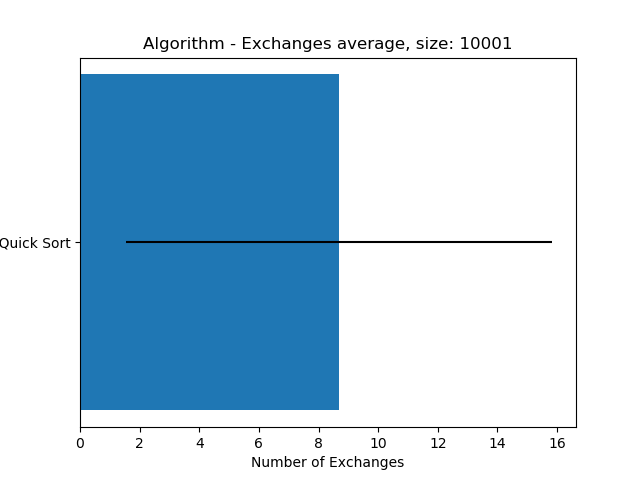 Algorithm - Exchanges average, size: 10001
Quick Sort
0 2 4 6 8 10 12 14 16
Number of Exchanges